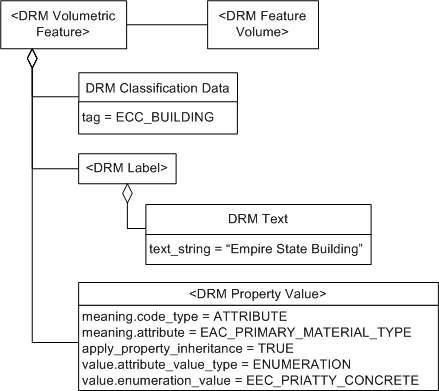 <DRM Volumetric
Feature>
<DRM Feature
Volume>
DRM Classification Data
tag = ECC_BUILDING
<DRM Label>
DRM Text
text_string = “Empire State Building”
<DRM Property Value>
meaning.code_type = ATTRIBUTE
meaning.attribute = EAC_PRIMARY_MATERIAL_TYPE
apply_property_inheritance = TRUE
value.attribute_value_type = ENUMERATION
value.enumeration_value = EEC_PRIATTY_CONCRETE